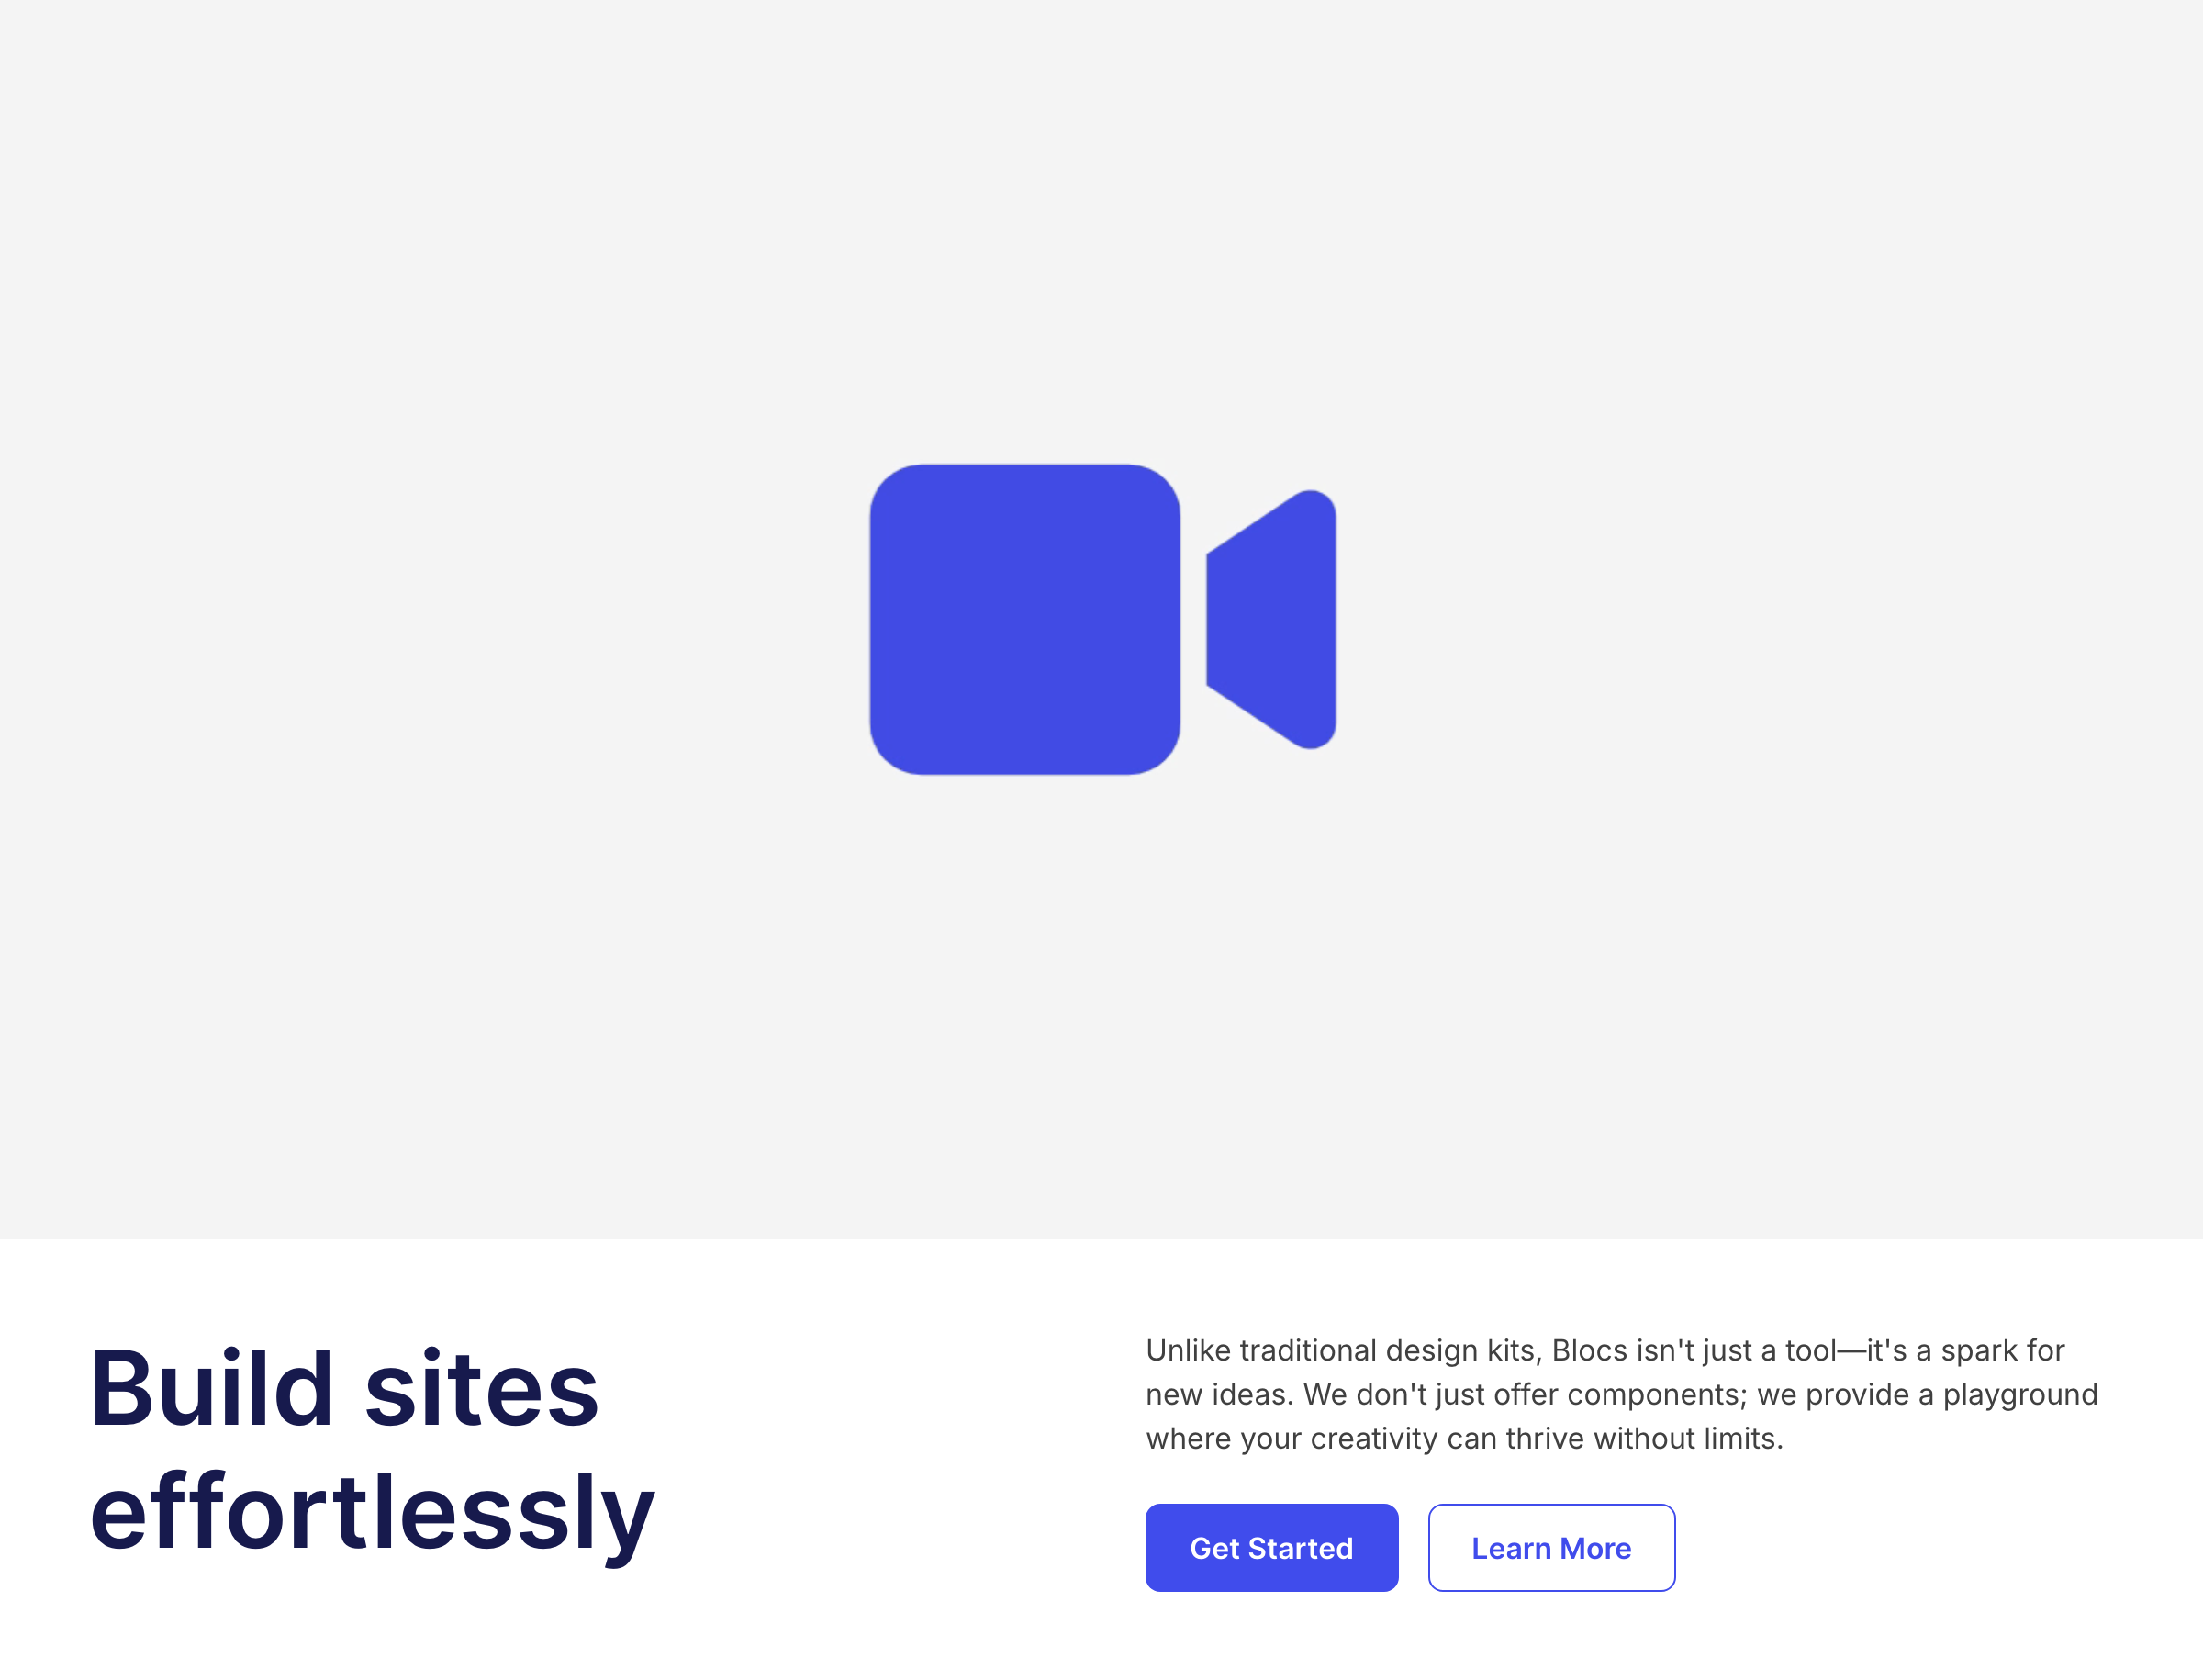 Build sites
effortlessly
Unlike traditional design kits, Blocs isn't just a tool—it's a spark for
new ideas. We don't just offer components; we provide a playground
where your creativity can thrive without limits.
Get Started
Learn More